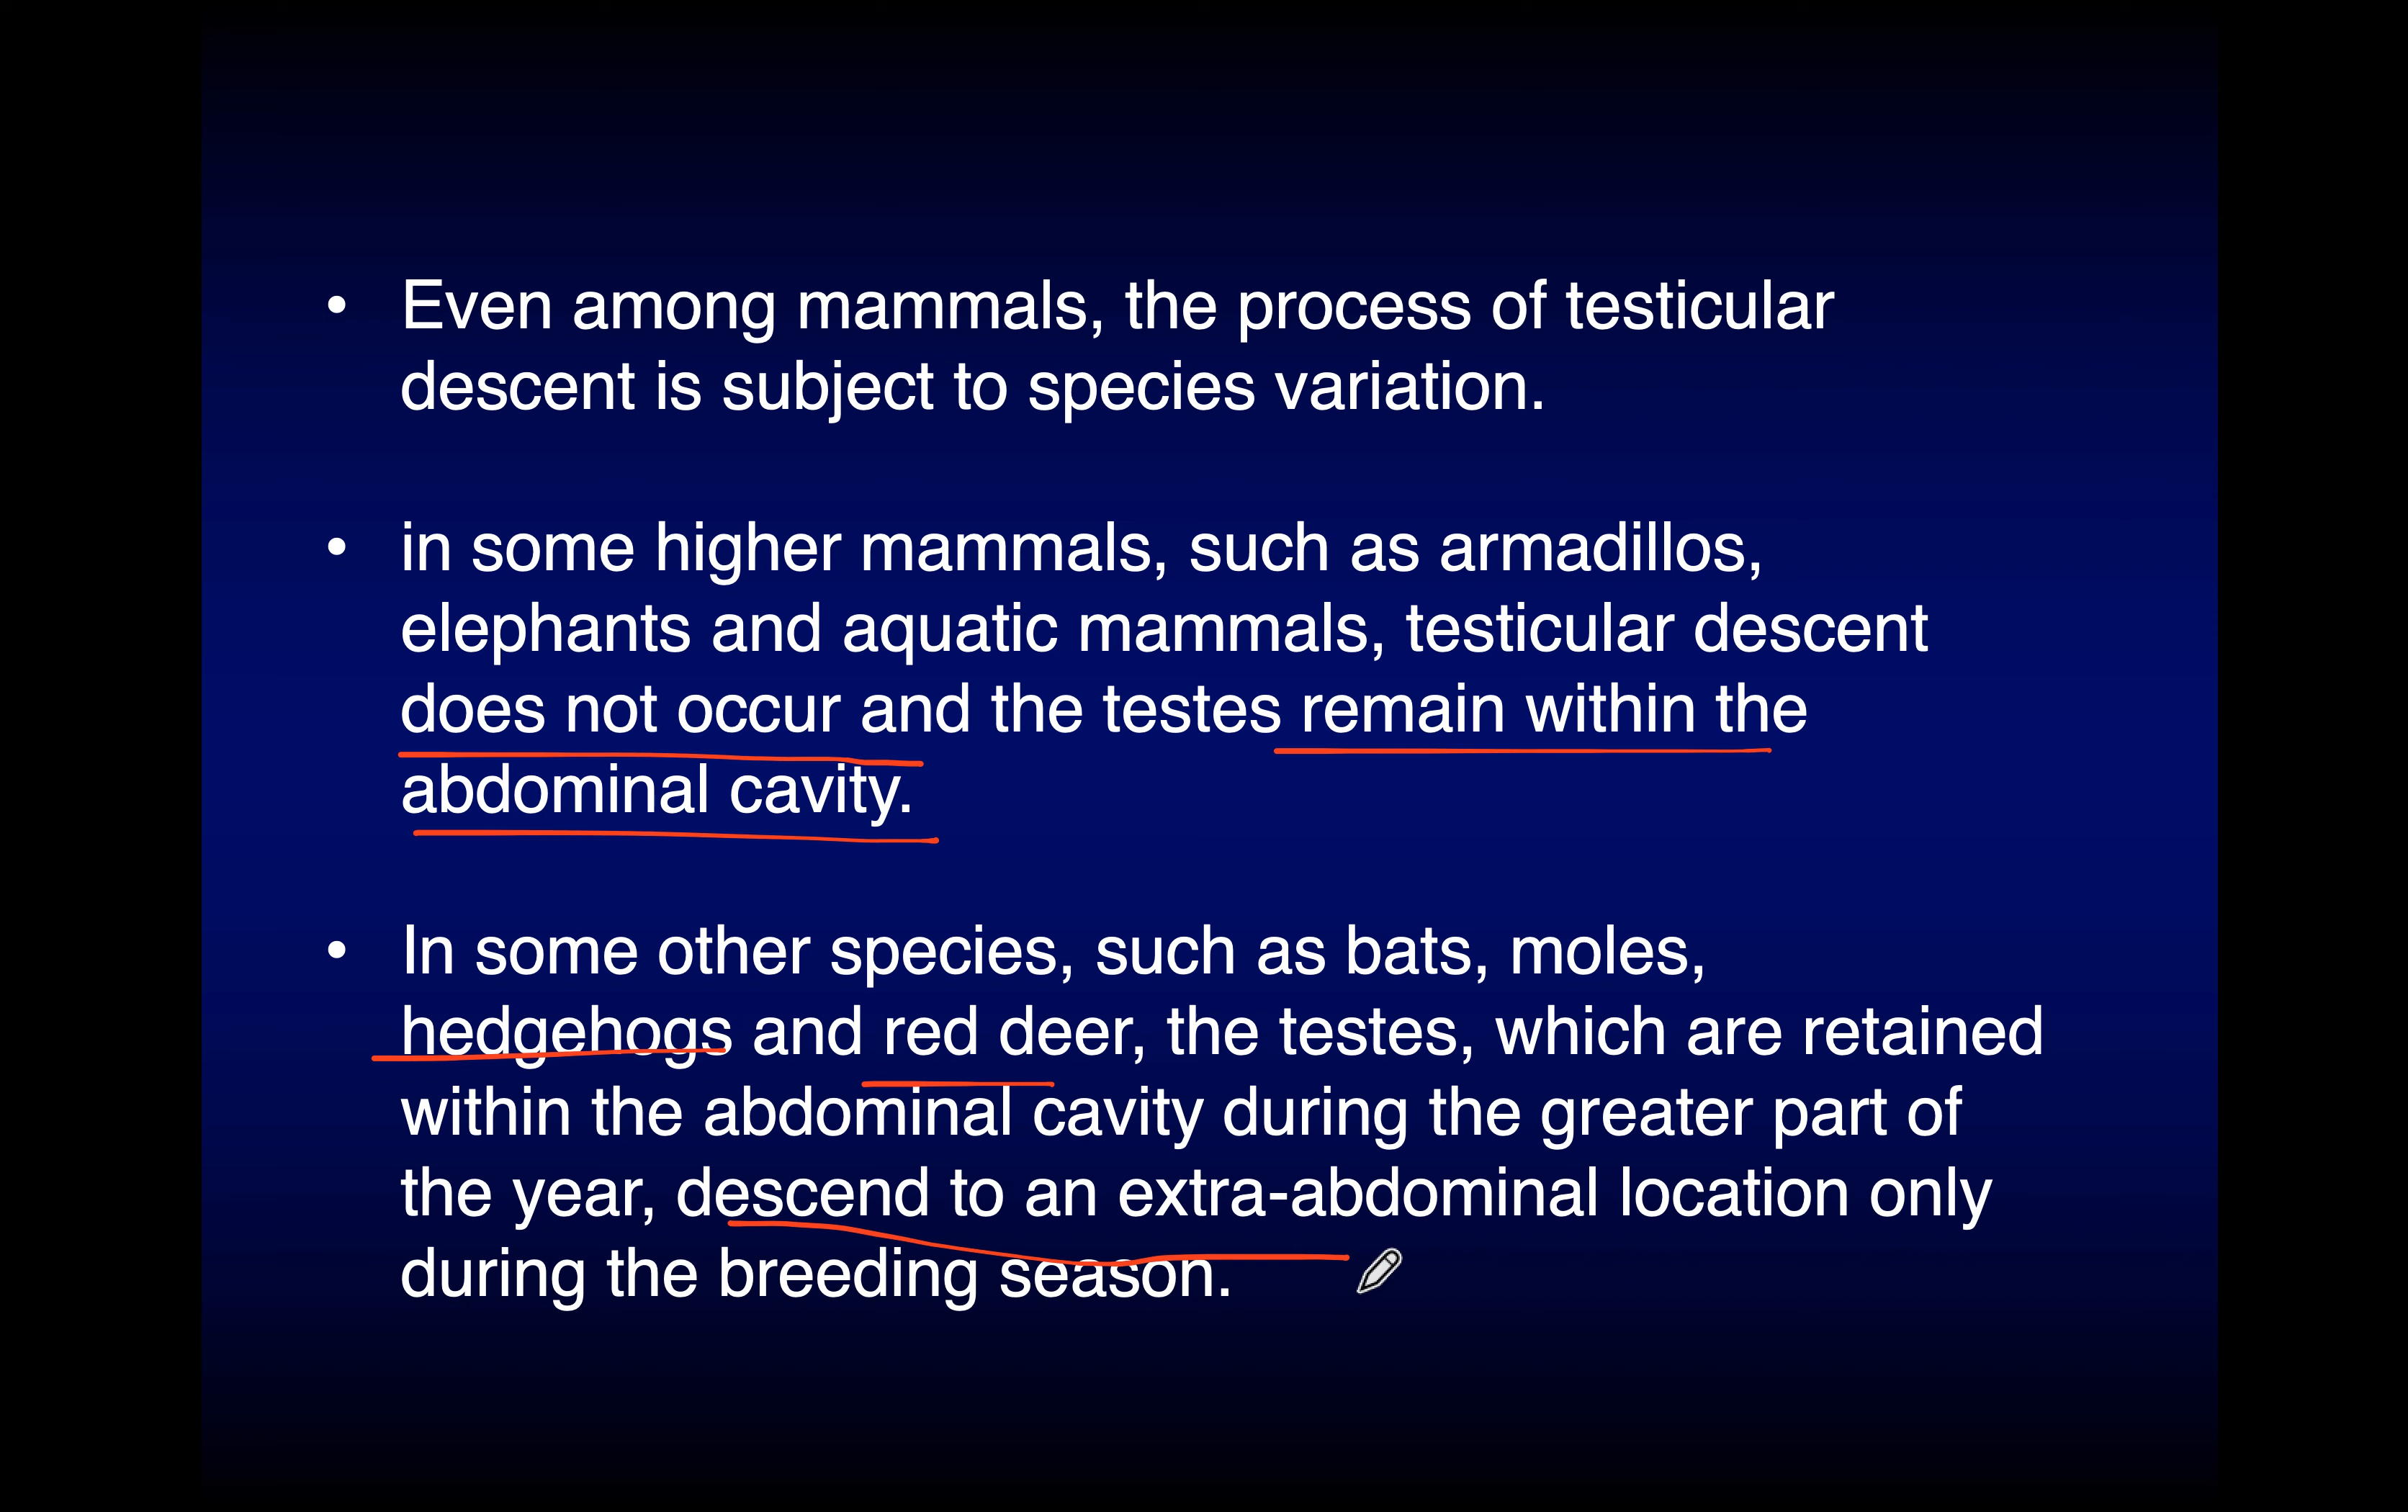 • Even among mammals, the process of testicular
descent is subject to species variation.
• in some higher mammals, such as armadillos,
elephants and aquatic mammals, testicular descent
does not occur and the testes remain within the
abdominal cavity.
• In some other species, such as bats, moles,
hedgehogs and red deer, the testes, which are retained
within the abdominal cavity during the greater part of
the year, descend to an extra-abdominal location only
during the breeding season.